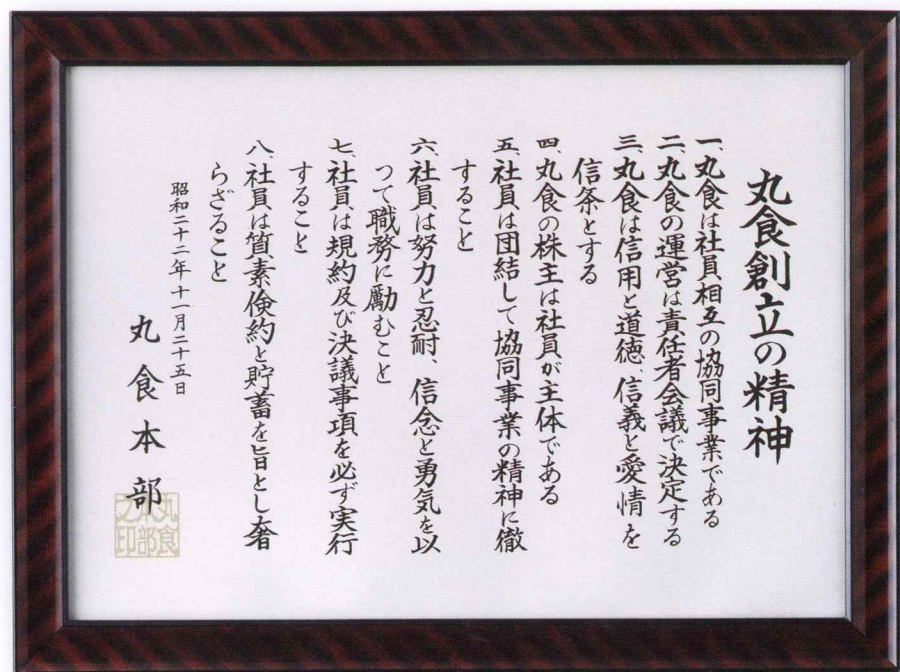 丸食創立の精神
一、丸食は社員相互の協同事業である
二、丸食の運営は責任者会議で決定する
三、丸食は信用と道徳、信義と愛情を
信条とする
四、丸食の株主は社員が主体である
五、社員は団結して協同事業の精神に徹
すること
六、社員は努力と忍耐、信念と勇気を以
つて職務に励むこと
七、社員は規約及び決議事項を必ず実行
すること
八、社員は質素倹約と貯蓄を旨とし奢
らざること
昭和二十二年十一月二十五日
丸食本部
丸食
本部
之印